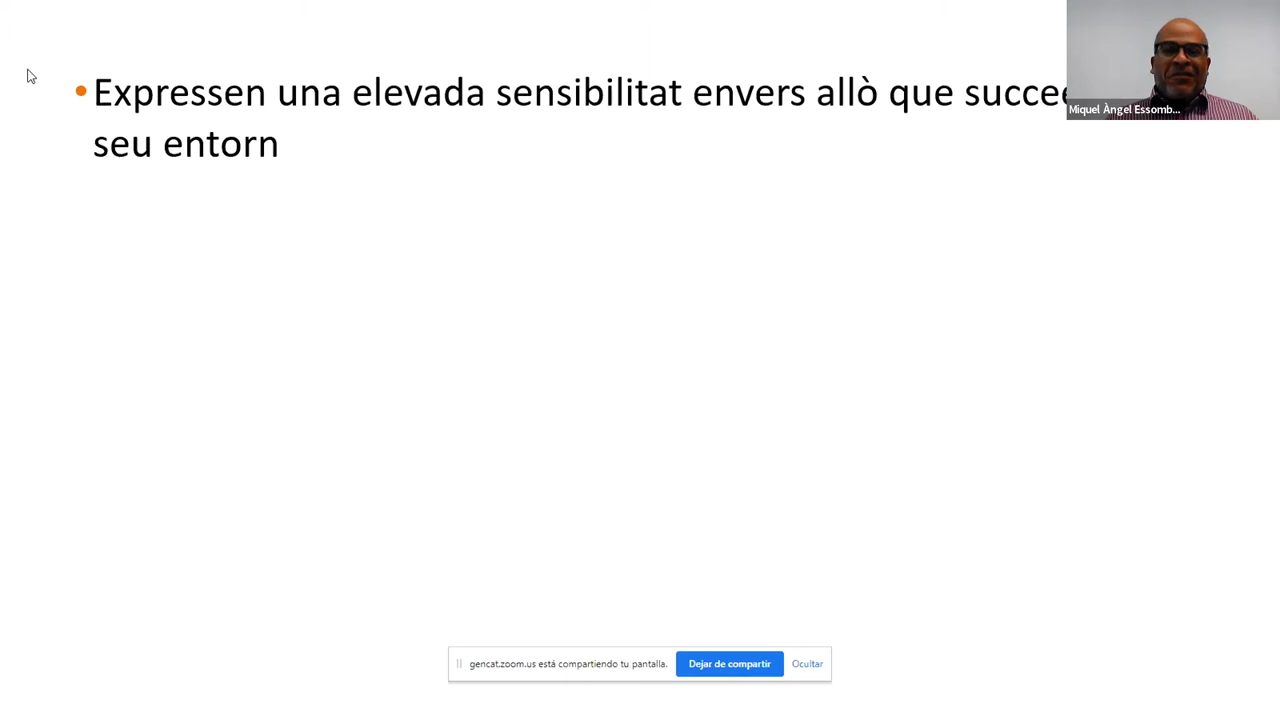 • Expressen una elevada sensibilitat envers allò que
seu entorn
Miquel Àngel Essomb...
gencat.zoom.us está compartiendo tu pantalla.
Dejar de compartir
Ocultar